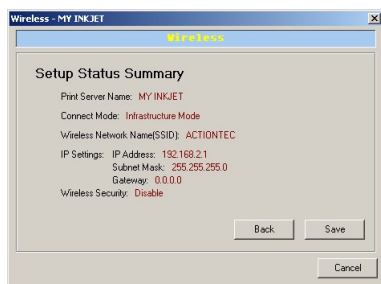 Wireless - MY INKJET
Wireless
Setup Status Summary
Print Server Name: MY INKJET
Connect Mode: Infrastructure Mode
Wireless Network Name(SSID): ACTIONTEC
IP Settings: IP Address: 192.168.2.1
Subnet Mask: 255.255.255.0
Gateway: 0.0.0.0
Wireless Security: Disable
Back Save
Cancel